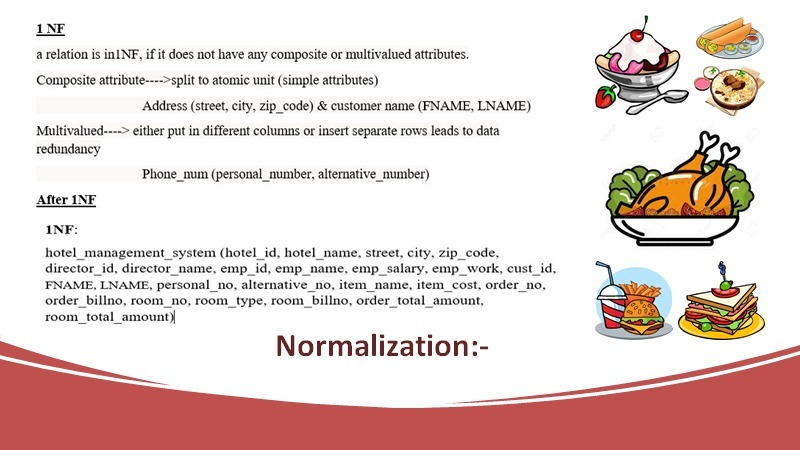 1 NF
a relation is in1NF, if it does not have any composite or multivalued attributes.
Composite attribute---->split to atomic unit (simple attributes)
Address (street, city, zip_code) & customer name (FNAME, LNAME)
Multivalued----> either put in different columns or insert separate rows leads to data
redundancy
Phone_num (personal_number, alternative_number)
After 1NF
1NF:
hotel_management_system (hotel_id, hotel_name, street, city, zip_code,
director_id, director_name, emp_id, emp_name, emp_salary, emp_work, cust_id,
FNAME, LNAME, personal_no, alternative_no, item_name, item_cost, order_no,
order_billno, room_no, room_type, room_billno, order_total_amount,
room_total_amount)
Normalization:-